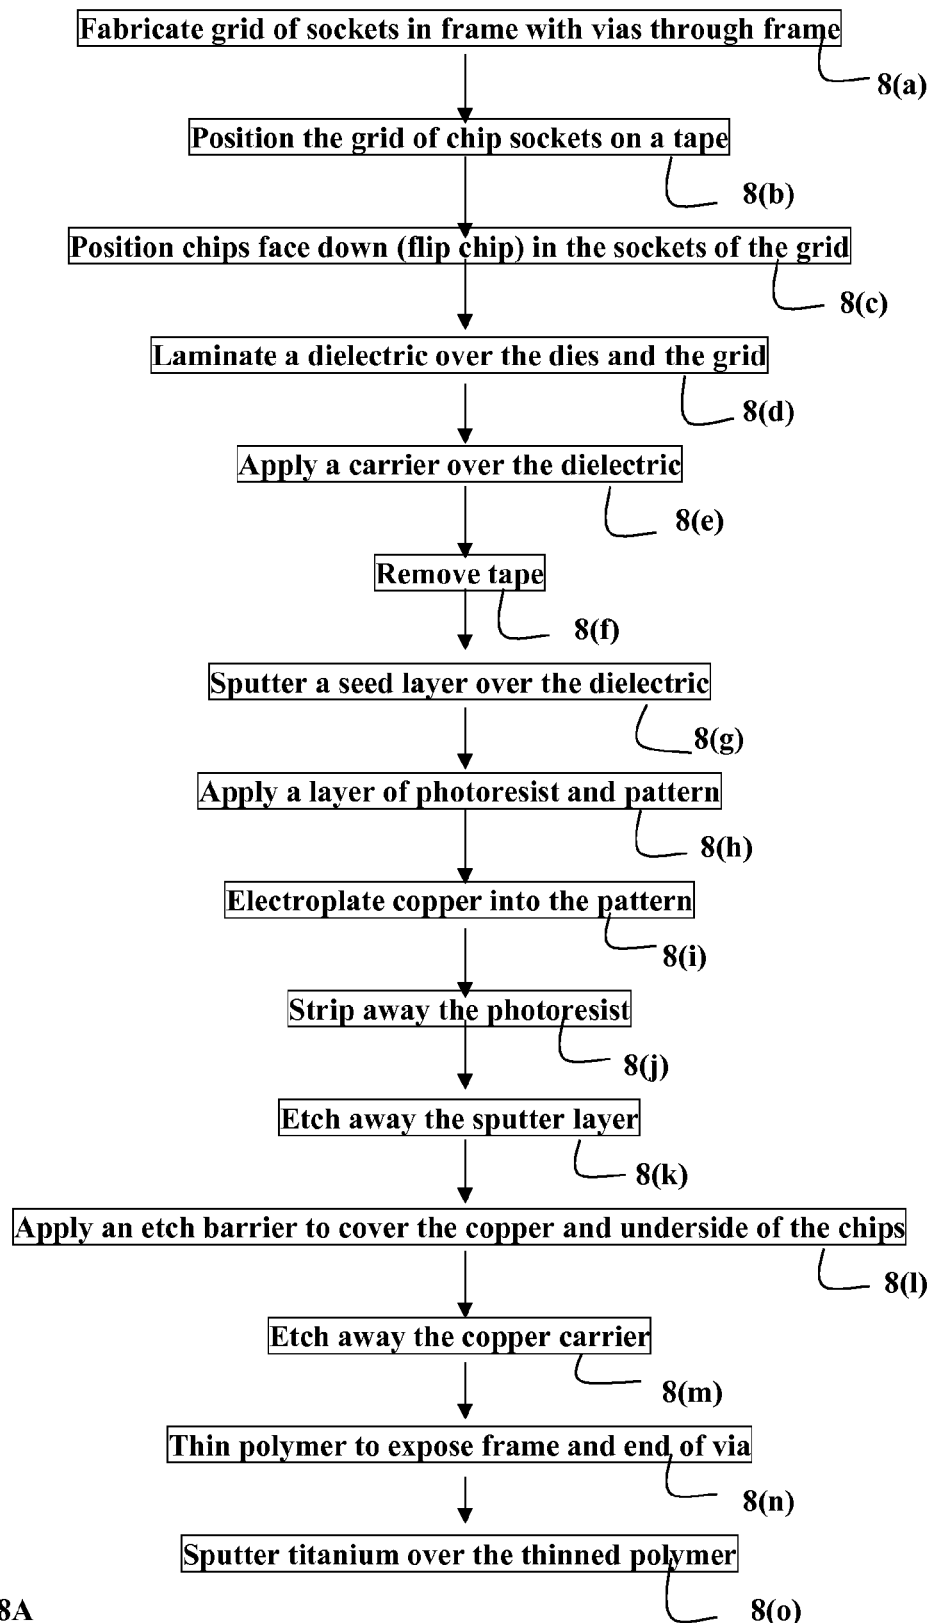 Fabricate grid of sockets in frame with vias through frame
8(a)
Position the grid of chip sockets on a tape
8(b)
Position chips face down (flip chip) in the sockets of the grid
8(c)
Laminate a dielectric over the dies and the grid
8(d)
Apply a carrier over the dielectric
8(e)
Remove tape
8(f)
Sputter a seed layer over the dielectric
8(g)
Apply a layer of photoresist and pattern
8(h)
Electroplate copper into the pattern
8(i)
Strip away the photoresist
8(j)
Etch away the sputter layer
8(k)
Apply an etch barrier to cover the copper and underside of the chips
8(l)
Etch away the copper carrier
8(m)
Thin polymer to expose frame and end of via
8(n)
Sputter titanium over the thinned polymer
8(o)
8A